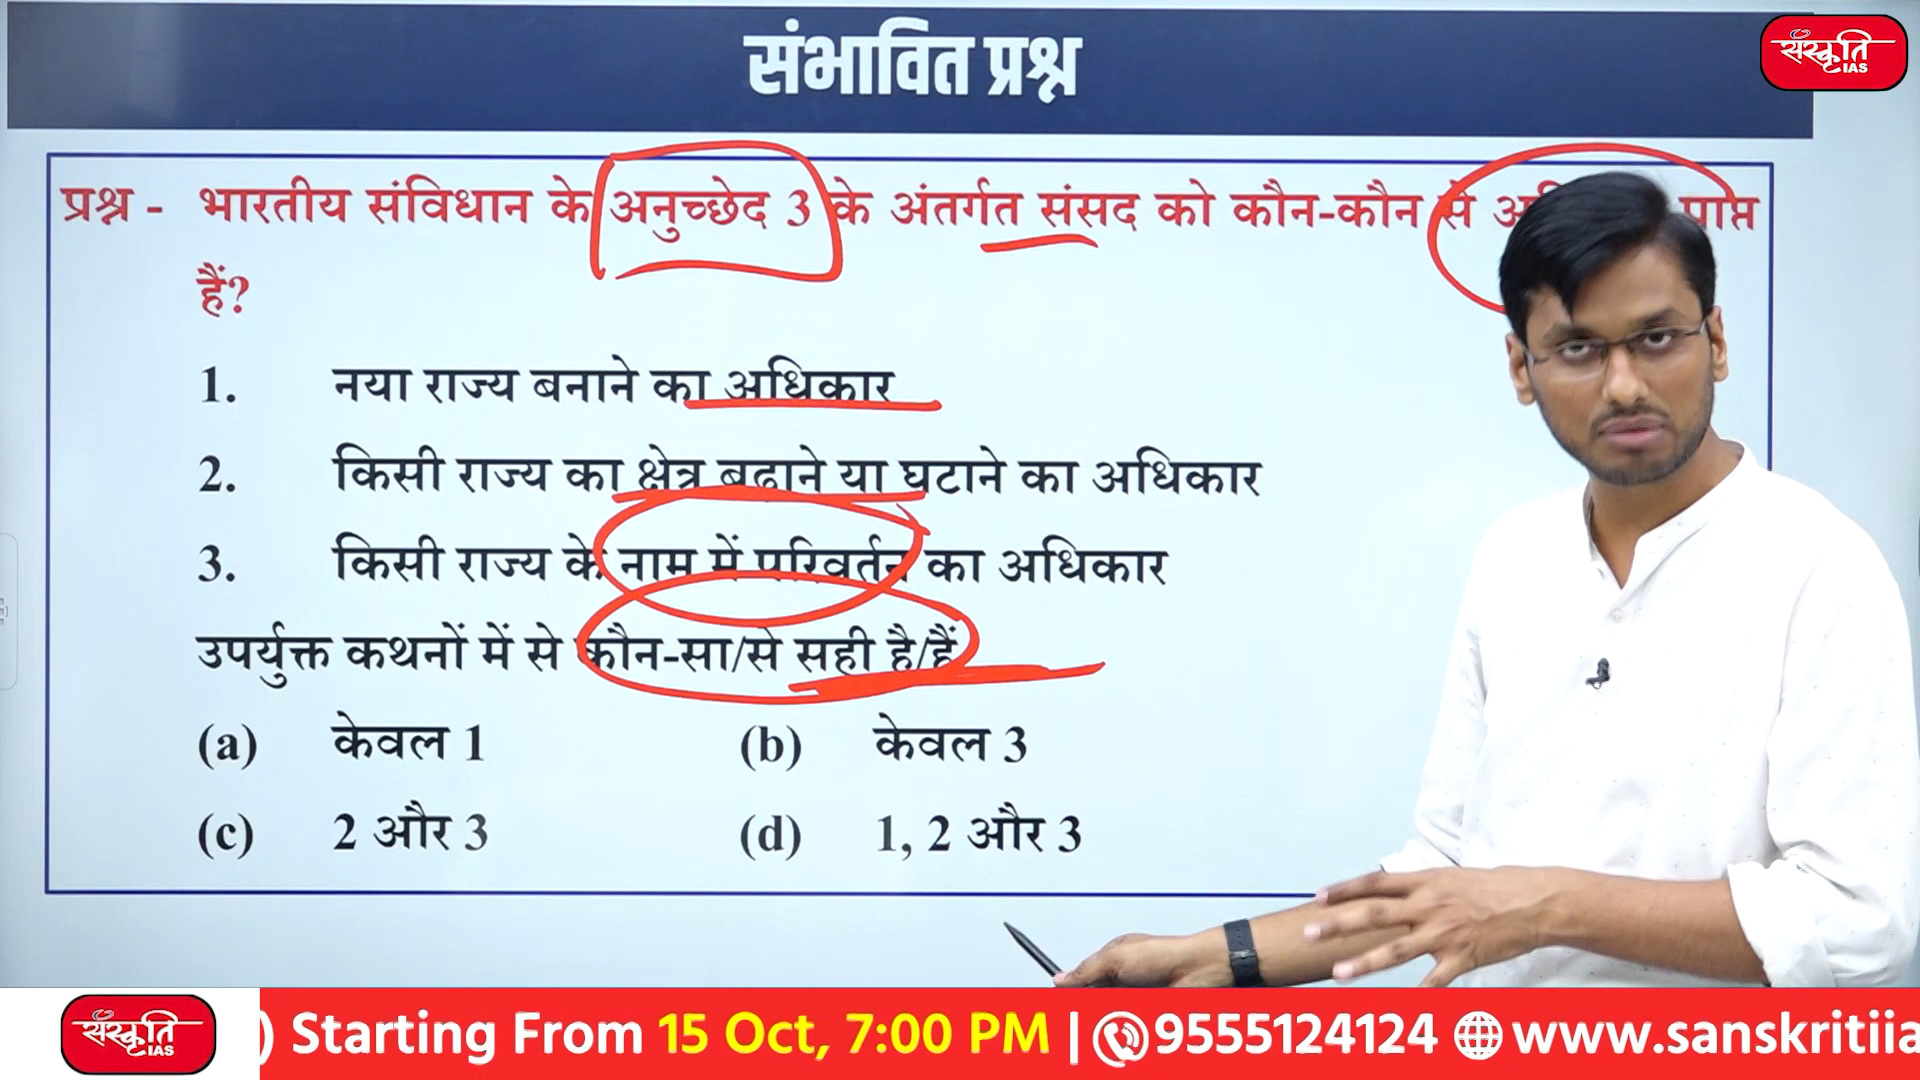 संभावित प्रश्न
संस्कृति
IAS
प्रश्न - भारतीय संविधान के अनुच्छेद 3 के अंतर्गत संसद को कौन-कौन से प्राप्त
हैं?
1. नया राज्य बनाने का अधिकार
2. किसी राज्य का क्षेत्र बढ़ाने या घटाने का अधिकार
3. किसी राज्य के नाम में परिवर्तन का अधिकार
उपर्युक्त कथनों में से कौन-सा/से सही है/हैं
(a) केवल 1 (b) केवल 3
(c) 2 और 3 (d) 1, 2 और 3
संस्कृति
IAS
) Starting From 15 Oct, 7:00 PM | 9555124124 www.sanskritiia